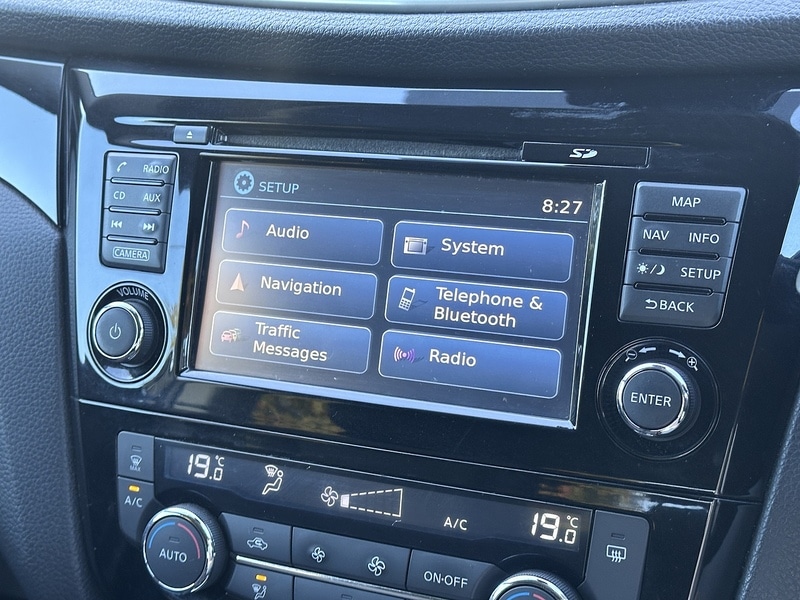 SD
RADIO
CD AUX
CAMERA
VOLUME
SETUP
8:27
Audio
System
Navigation
Telephone &
Bluetooth
Traffic
Messages
Radio
MAP
NAV INFO
SETUP
BACK
ENTER
MAX
A/C
19.0 °C
A/C
19.0 °C
AUTO
ON·OFF